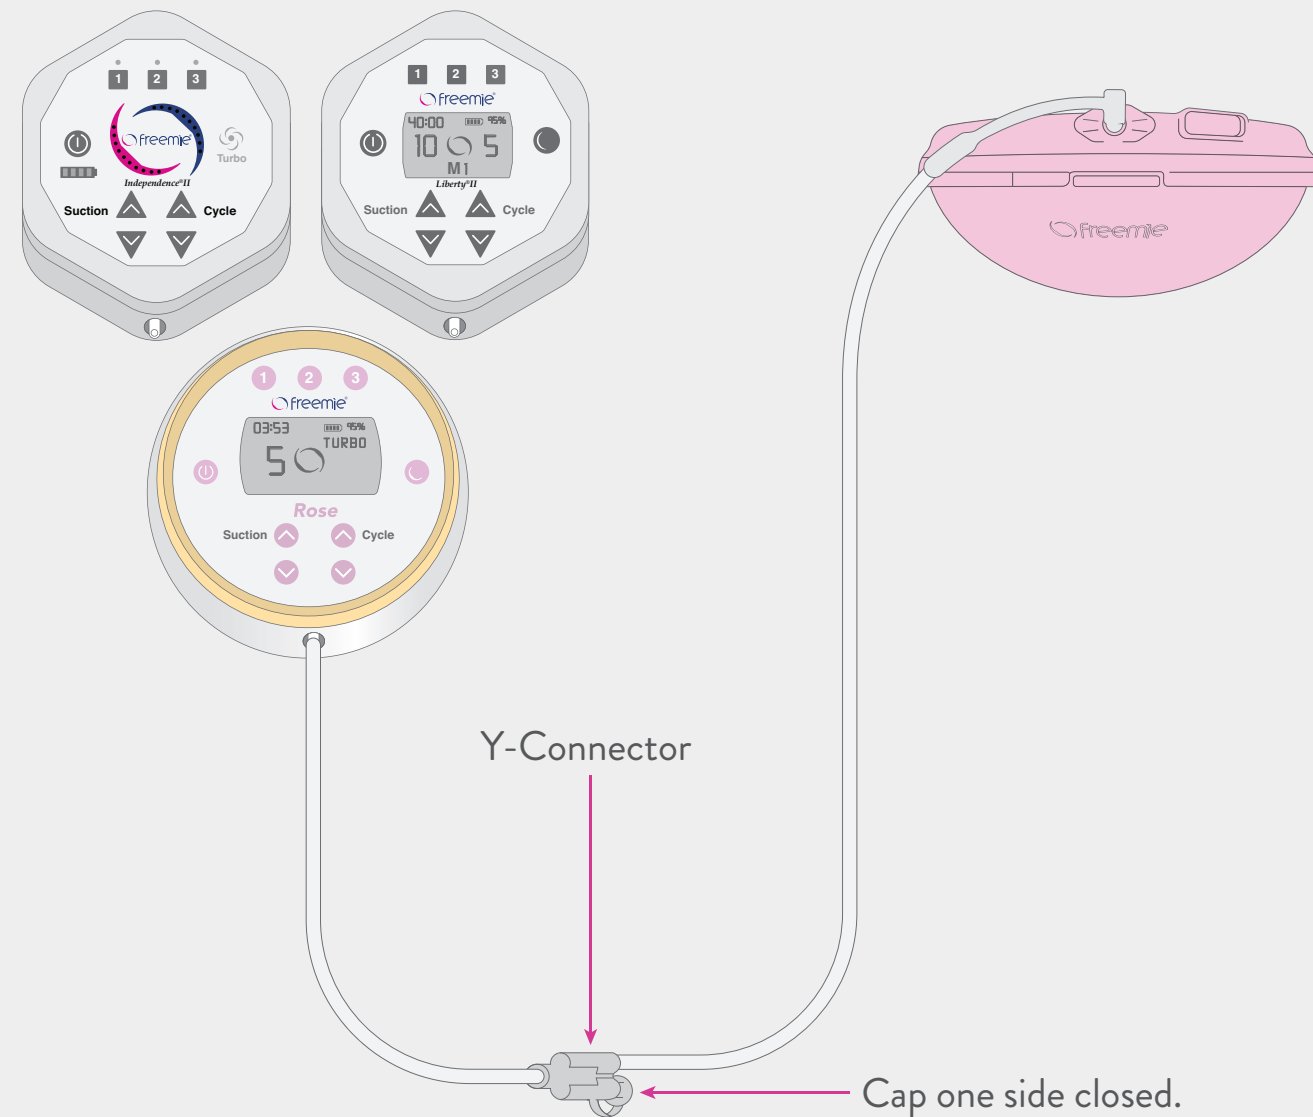 1 2 3
freemie®
Turbo
Independence®II
Suction Cycle
1 2 3
freemie®
40:00 95%
10 5
M1
Liberty®II
Suction Cycle
freemie
1 2 3
freemie®
03:53 95%
TURBO
5
Rose
Suction Cycle
Y-Connector
Cap one side closed.